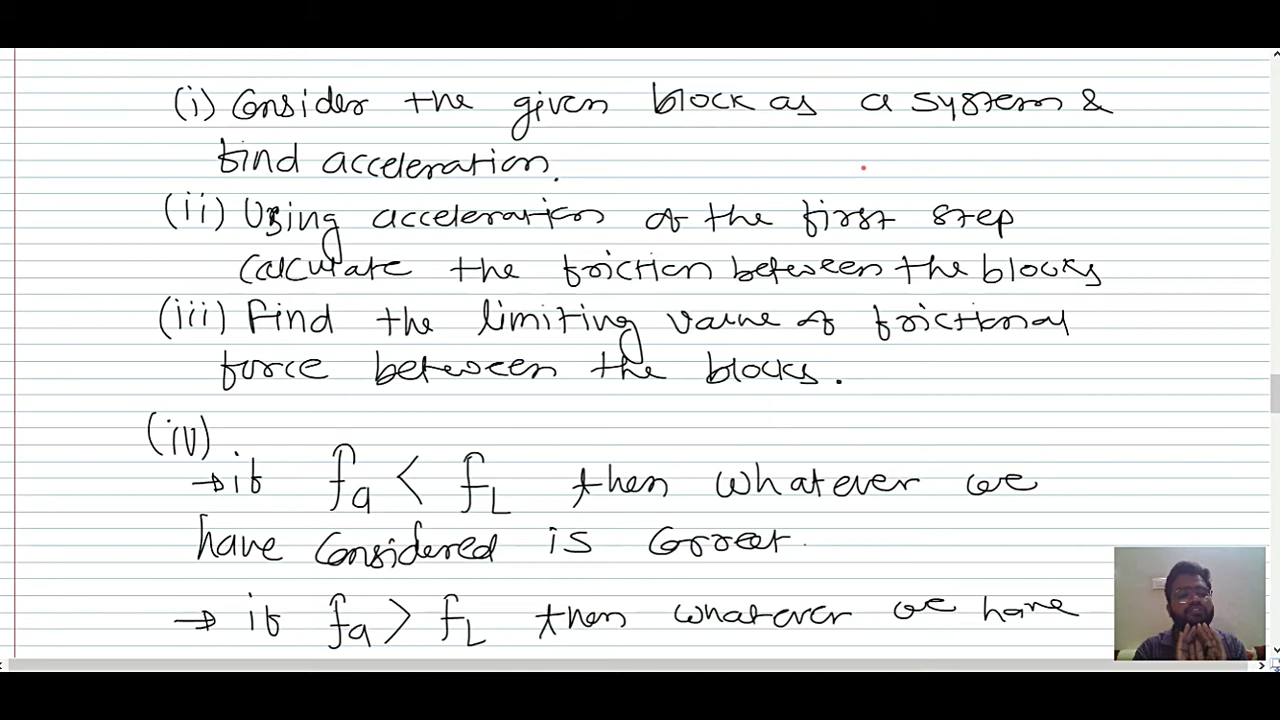 (i) Consider the given block as a system &
find acceleration.
(ii) Using acceleration of the first step
Calculate the friction between the blocks
(iii) Find the limiting value of frictional
force between the blocks.
(iv)
→ if fa < fL then whatever we
have Considered is Correct.
→ if fa > fL then whatever we have